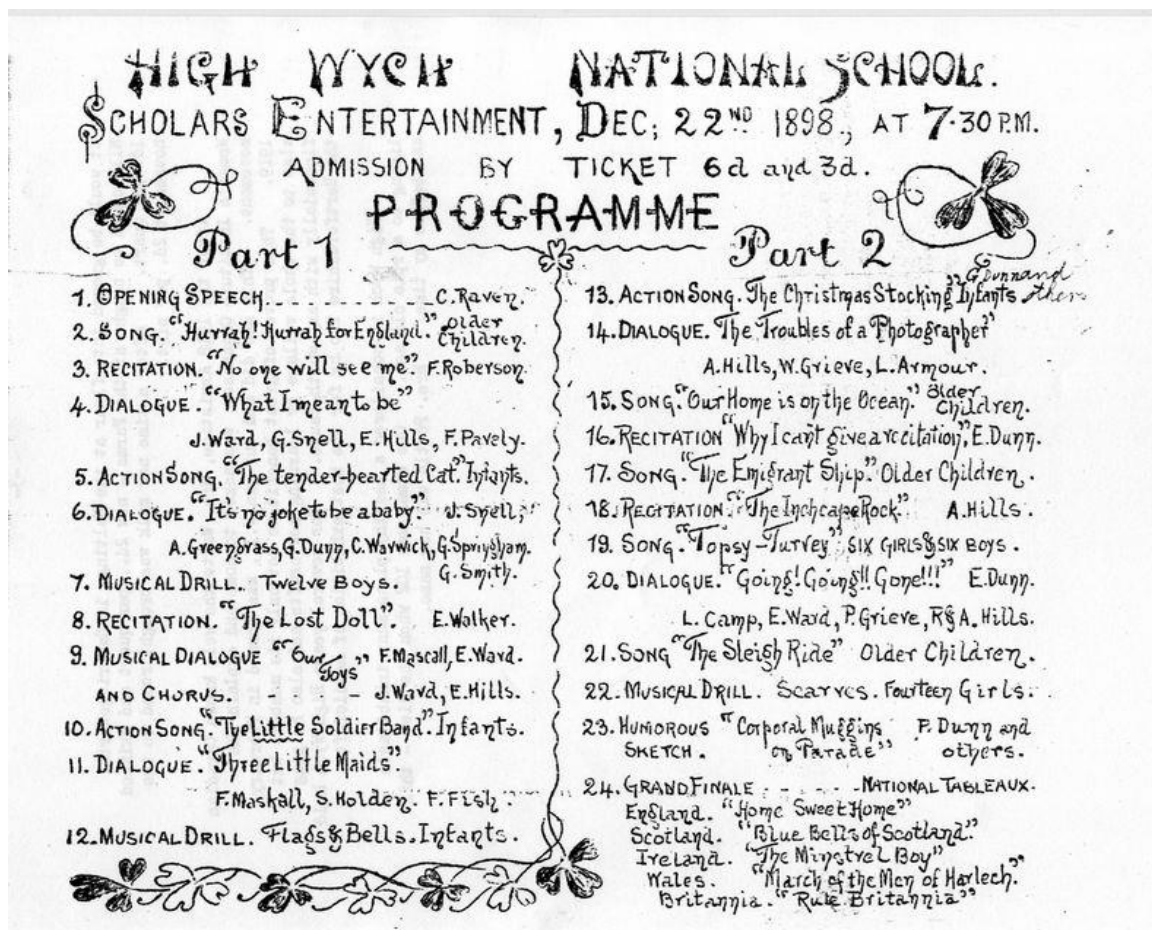 HIGH WYCH NATIONAL SCHOOL.
SCHOLARS ENTERTAINMENT, DEC; 22ND 1898, AT 7.30 P.M.
ADMISSION BY TICKET 6d and 3d.
PROGRAMME
Part 1
1. OPENING SPEECH C. Raven.
2. SONG. "Hurrah! Hurrah for England." Older Children.
3. RECITATION. "No one will see me". F. Roberson.
4. DIALOGUE. "What I meant to be"
J. Ward, G. Snell, E. Hills, F. Pavely.
5. ACTION SONG. "The tender-hearted Cat". Infants.
6. DIALOGUE. "It's no joke to be a baby." J. Snell,
A. Greengrass, G. Dunn, C. Warwick, G. Springham.
G. Smith.
7. MUSICAL DRILL. Twelve Boys.
8. RECITATION. "The Lost Doll". E. Walker.
9. MUSICAL DIALOGUE "Our Toys" F. Mascall, E. Ward.
AND CHORUS. - - J. Ward, E. Hills.
10. ACTION SONG. "The Little Soldier Band". Infants.
11. DIALOGUE. "Three Little Maids".
F. Maskall, S. Holden. F. Fish.
12. MUSICAL DRILL. Flags & Bells. Infants.
Part 2
G Dunn and others
13. ACTION SONG. The Christmas Stocking" Infants
14. DIALOGUE. "The Troubles of a Photographer"
A. Hills, W. Grieve, L. Armour.
15. SONG. "Our Home is on the Ocean." Older Children.
16. RECITATION "Why I can't give a recitation", E. Dunn.
17. SONG. "The Emigrant Ship." Older Children.
18. RECITATION. "The Inchcape Rock." A. Hills.
19. SONG. "Topsy-Turvey" SIX GIRLS & SIX BOYS.
20. DIALOGUE. "Going! Going!! Gone!!!" E. Dunn.
L. Camp, E. Ward, P. Grieve, R & A. Hills.
21. SONG "The Sleigh Ride" Older Children.
22. MUSICAL DRILL. Scarves. Fourteen Girls.
23. HUMOROUS "Corporal Muggins P. Dunn and
SKETCH. on Parade" others.
24. GRAND FINALE - - - - - NATIONAL TABLEAUX.
England. "Home Sweet Home"
Scotland. "Blue Bells of Scotland."
Ireland. "The Minstrel Boy"
Wales. "March of the Men of Harlech."
Britannia. "Rule Britannia"